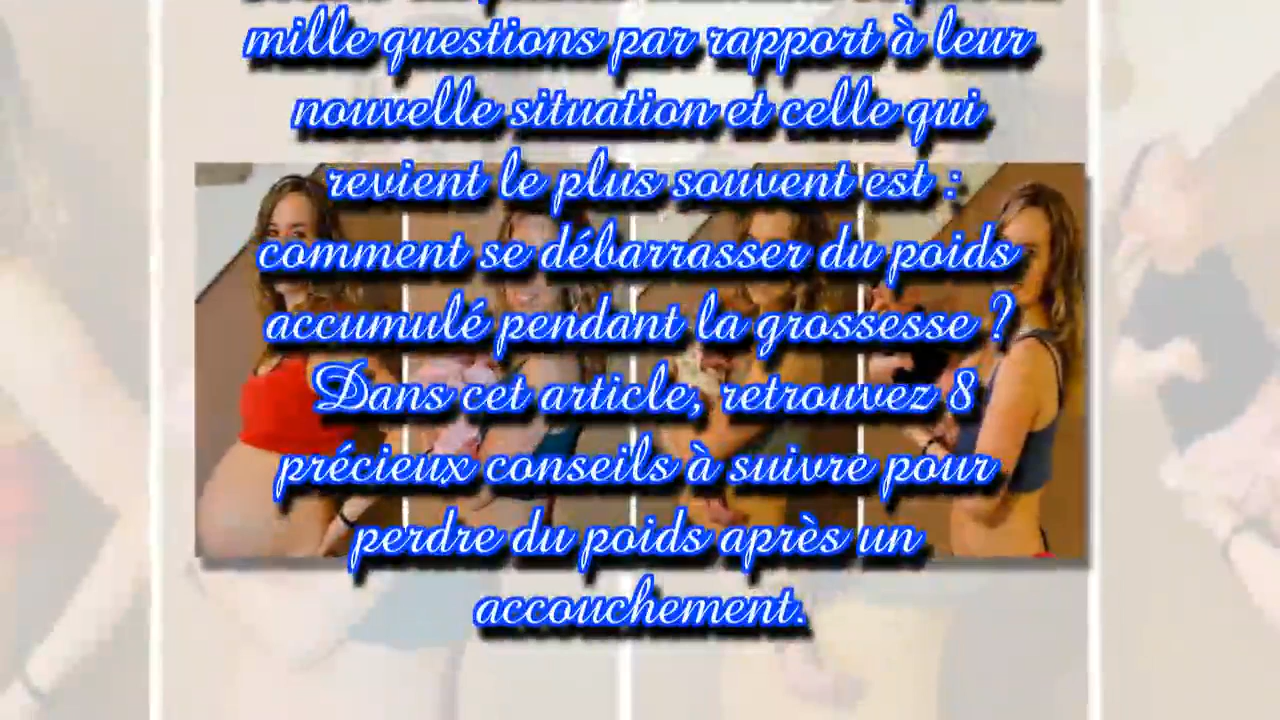 mille questions par rapport à leur
nouvelle situation et celle qui
revient le plus souvent est :
comment se débarrasser du poids
accumulé pendant la grossesse ?
Dans cet article, retrouvez 8
précieux conseils à suivre pour
perdre du poids après un
accouchement.